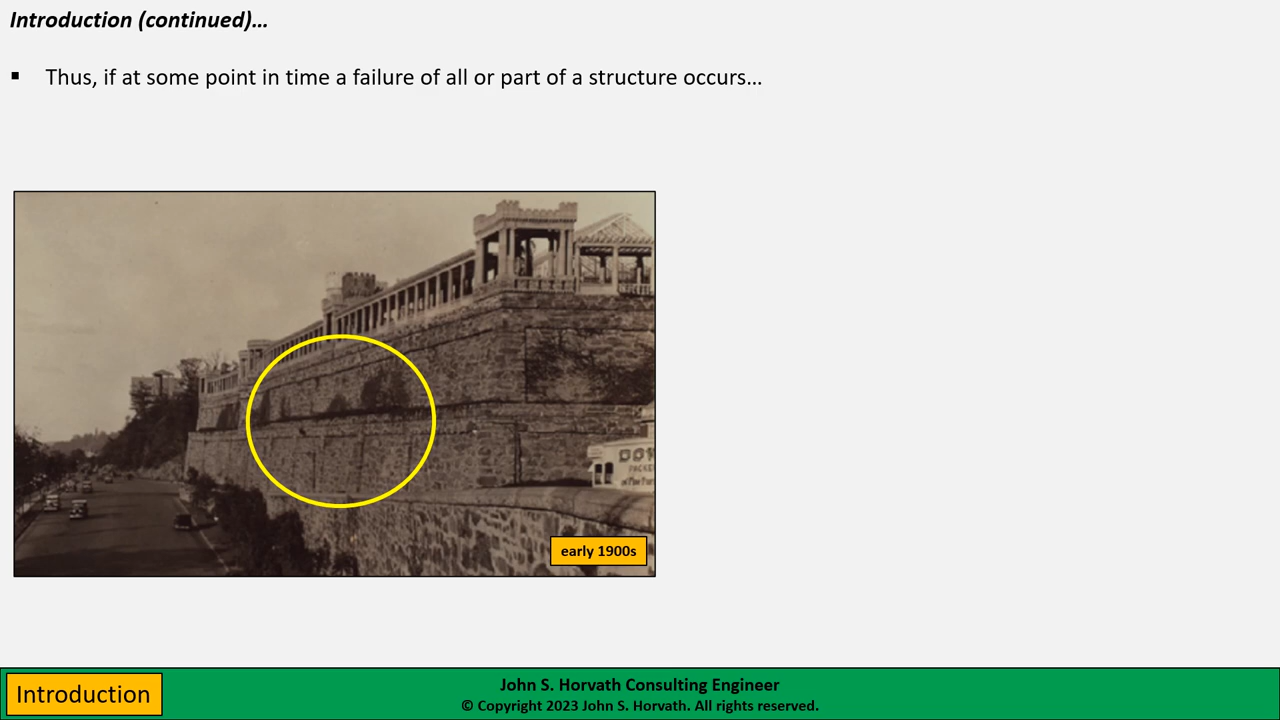 Introduction (continued)…
▪ Thus, if at some point in time a failure of all or part of a structure occurs…
early 1900s
Introduction
John S. Horvath Consulting Engineer
© Copyright 2023 John S. Horvath. All rights reserved.